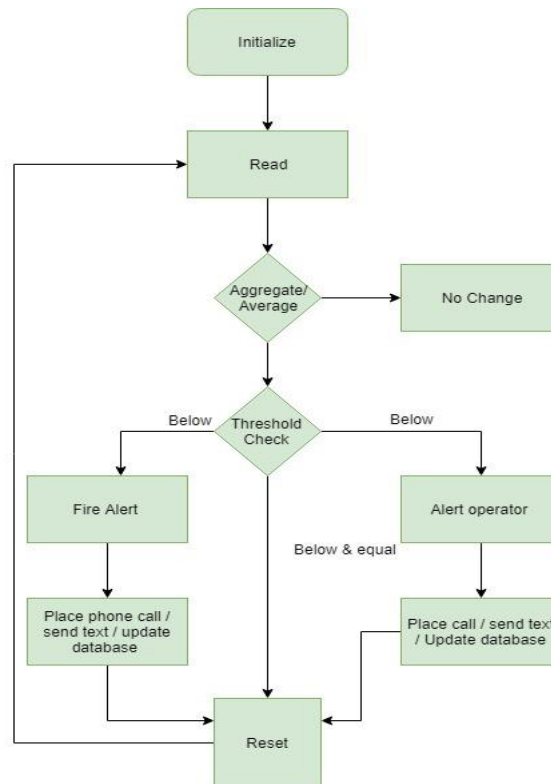 Initialize
Read
Aggregate/
Average
No Change
Below
Threshold
Check
Below
Fire Alert
Alert operator
Below & equal
Place phone call /
send text / update
database
Place call / send text
/ Update database
Reset